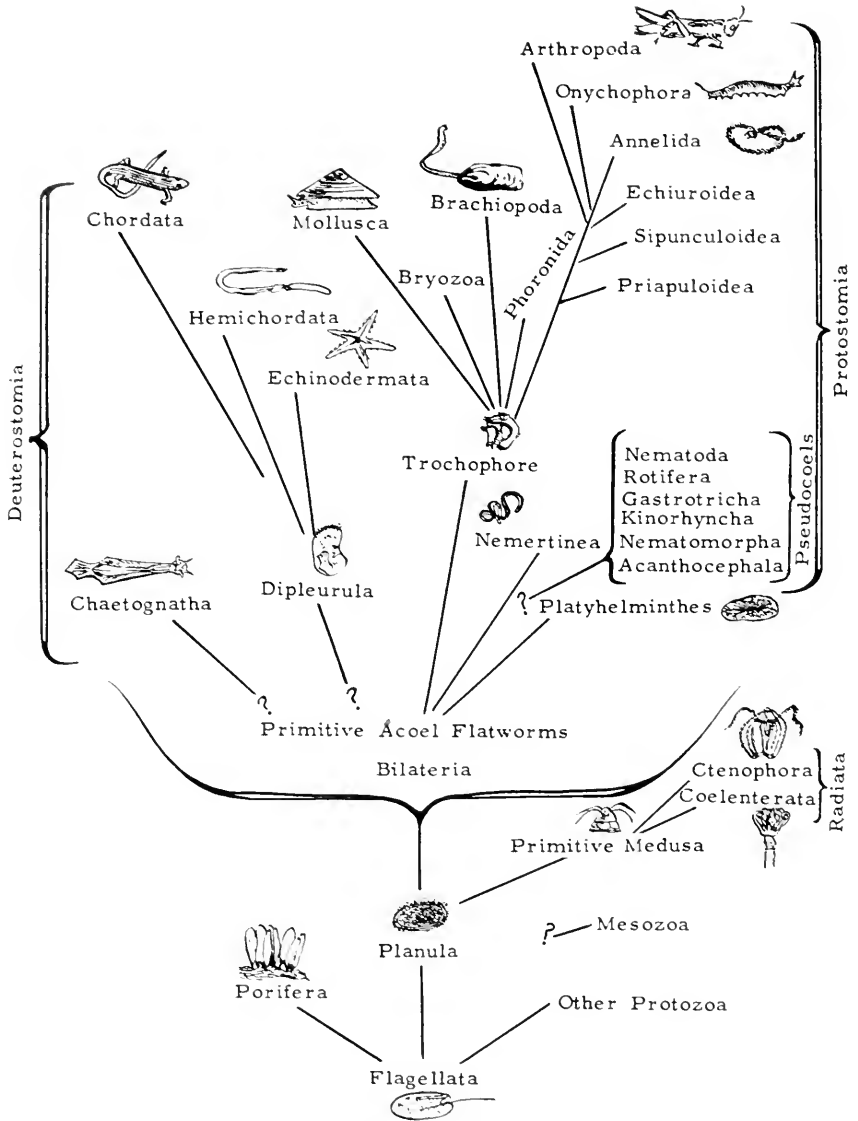 Arthropoda
Onychophora
Annelida
Chordata
Mollusca
Brachiopoda
Echiuroidea
Sipunculoidea
Priapuloidea
Phoronida
Bryozoa
Hemichordata
Echinodermata
Protostomia
Deuterostomia
Trochophore
Nematoda
Rotifera
Gastrotricha
Kinorhyncha
Nematomorpha
Acanthocephala
Pseudocoels
Nemertinea
Chaetognatha
Dipleurula
? Platyhelminthes
?
?
Primitive Acoel Flatworms
Bilateria
Ctenophora
Coelenterata
Radiata
Primitive Medusa
Planula
? Mesozoa
Porifera
Other Protozoa
Flagellata